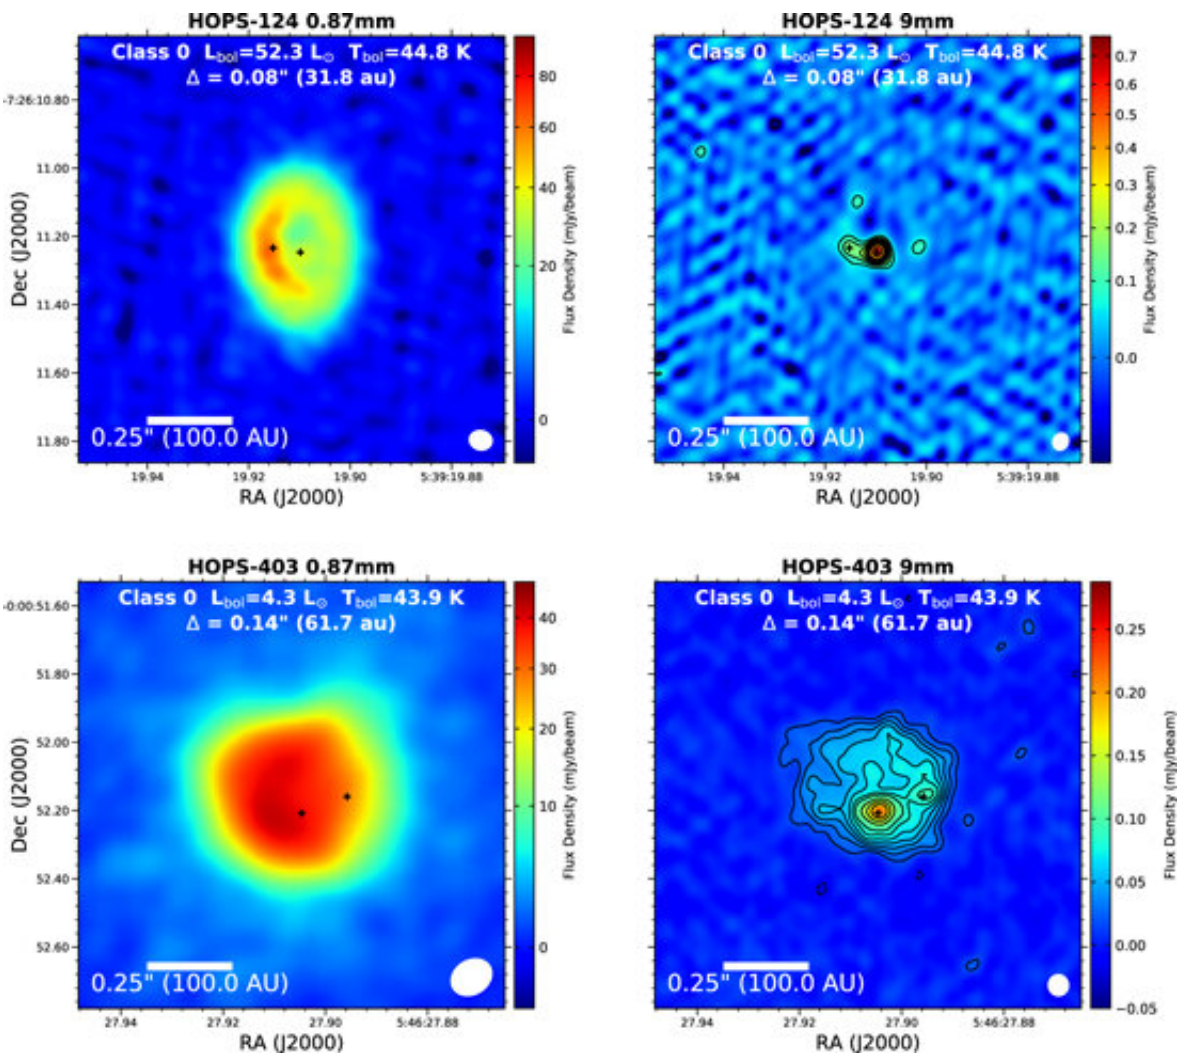 HOPS-124 0.87mm
Class 0 L_bol=52.3 L☉ T_bol=44.8 K
Δ = 0.08" (31.8 au)
-7:26:10.80
11.00
11.20
11.40
11.60
11.80
Dec (J2000)
0.25" (100.0 AU)
19.94
19.92
19.90
5:39:19.88
RA (J2000)
80
60
40
20
0
Flux Density (mJy/beam)
HOPS-124 9mm
Class 0 L_bol=52.3 L☉ T_bol=44.8 K
Δ = 0.08" (31.8 au)
0.25" (100.0 AU)
19.94
19.92
19.90
5:39:19.88
RA (J2000)
0.7
0.6
0.5
0.4
0.3
0.2
0.1
0.0
Flux Density (mJy/beam)
HOPS-403 0.87mm
Class 0 L_bol=4.3 L☉ T_bol=43.9 K
Δ = 0.14" (61.7 au)
-0:00:51.60
51.80
52.00
52.20
52.40
52.60
Dec (J2000)
0.25" (100.0 AU)
27.94
27.92
27.90
5:46:27.88
RA (J2000)
40
30
20
10
0
Flux Density (mJy/beam)
HOPS-403 9mm
Class 0 L_bol=4.3 L☉ T_bol=43.9 K
Δ = 0.14" (61.7 au)
0.25" (100.0 AU)
27.94
27.92
27.90
5:46:27.88
RA (J2000)
0.25
0.20
0.15
0.10
0.05
0.00
−0.05
Flux Density (mJy/beam)